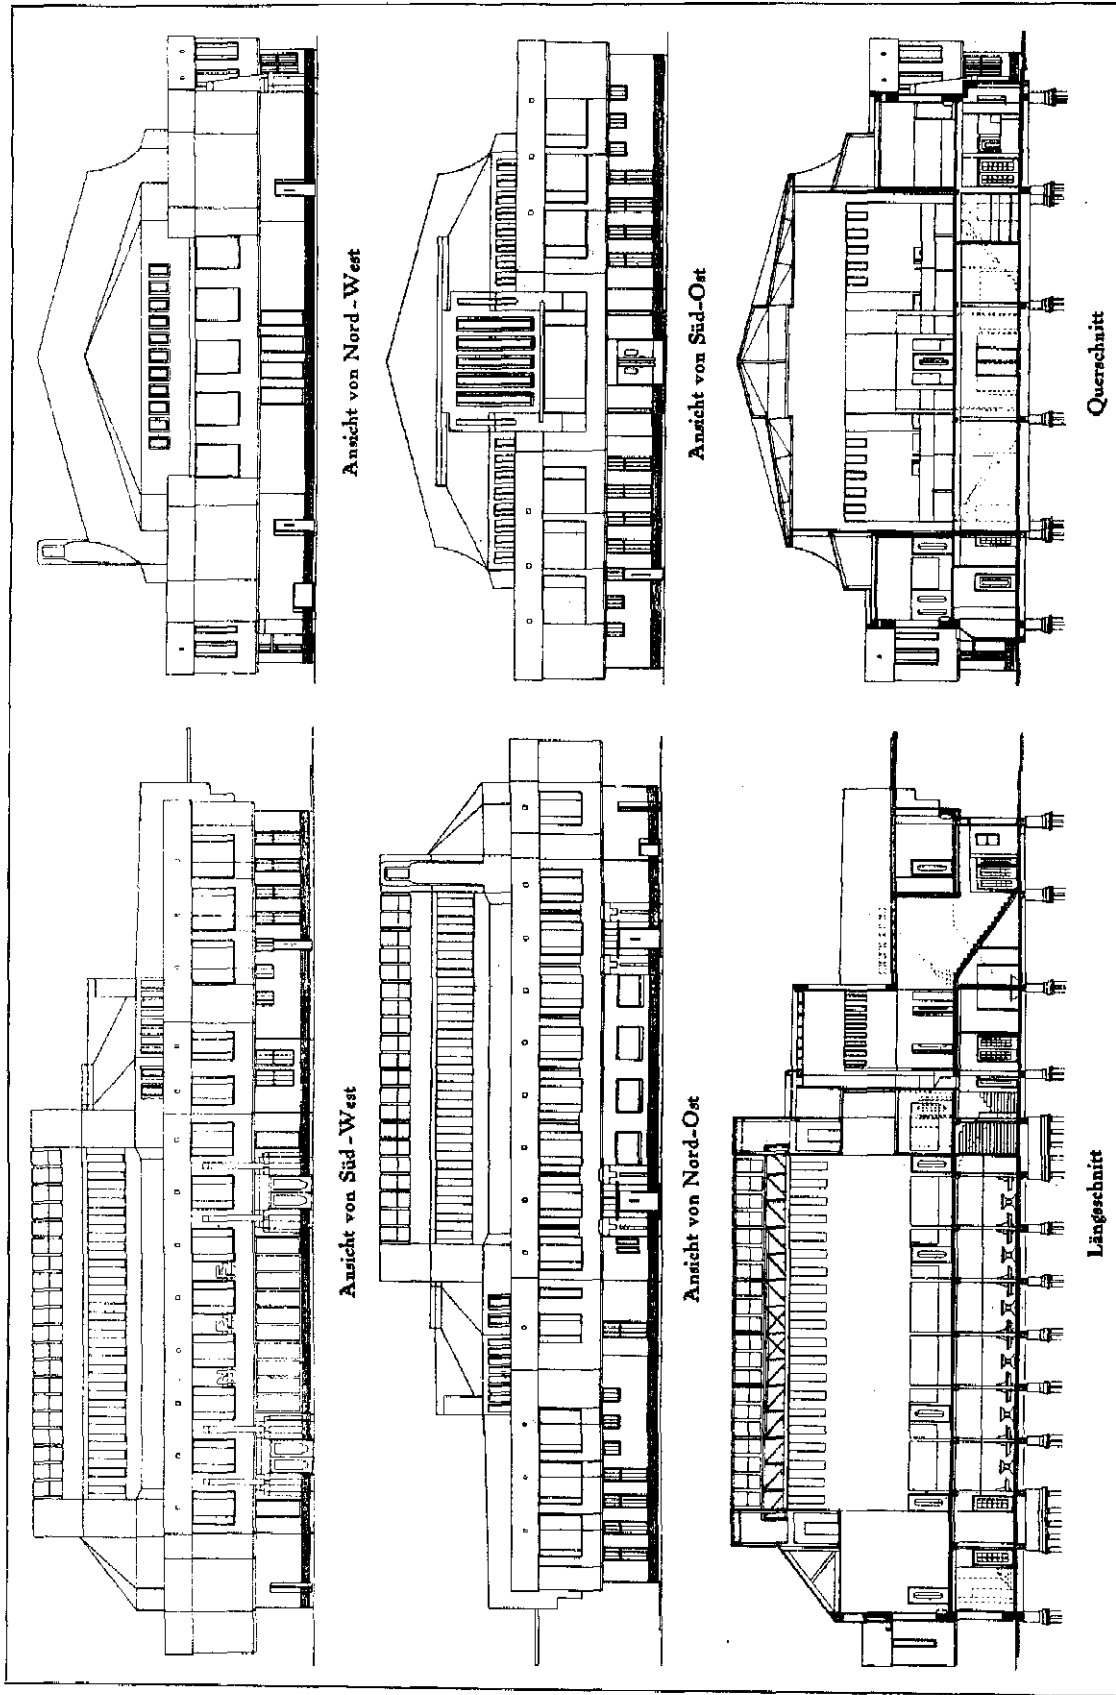 Ansicht von Süd-West
Ansicht von Nord-West
Ansicht von Nord-Ost
Ansicht von Süd-Ost
Längsschnitt
Querschnitt